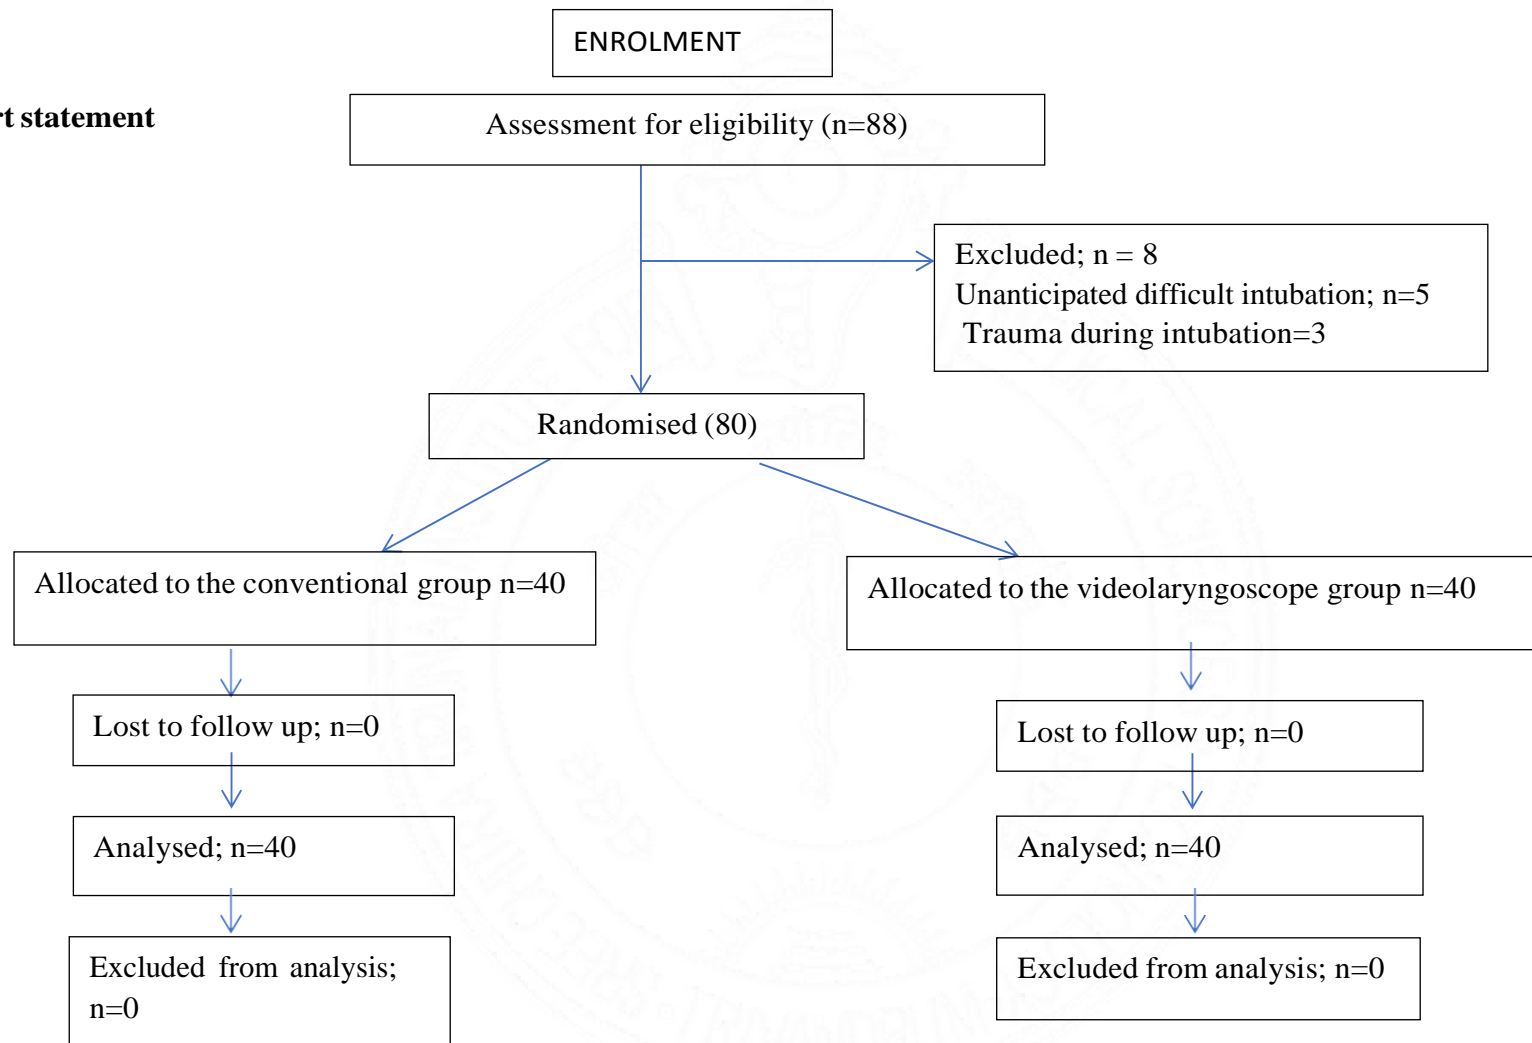 ENROLMENT
rt statement
Assessment for eligibility (n=88)
Excluded; n = 8
Unanticipated difficult intubation; n=5
Trauma during intubation=3
Randomised (80)
Allocated to the conventional group n=40
Allocated to the videolaryngoscope group n=40
Lost to follow up; n=0
Lost to follow up; n=0
Analysed; n=40
Analysed; n=40
Excluded from analysis;
n=0
Excluded from analysis; n=0